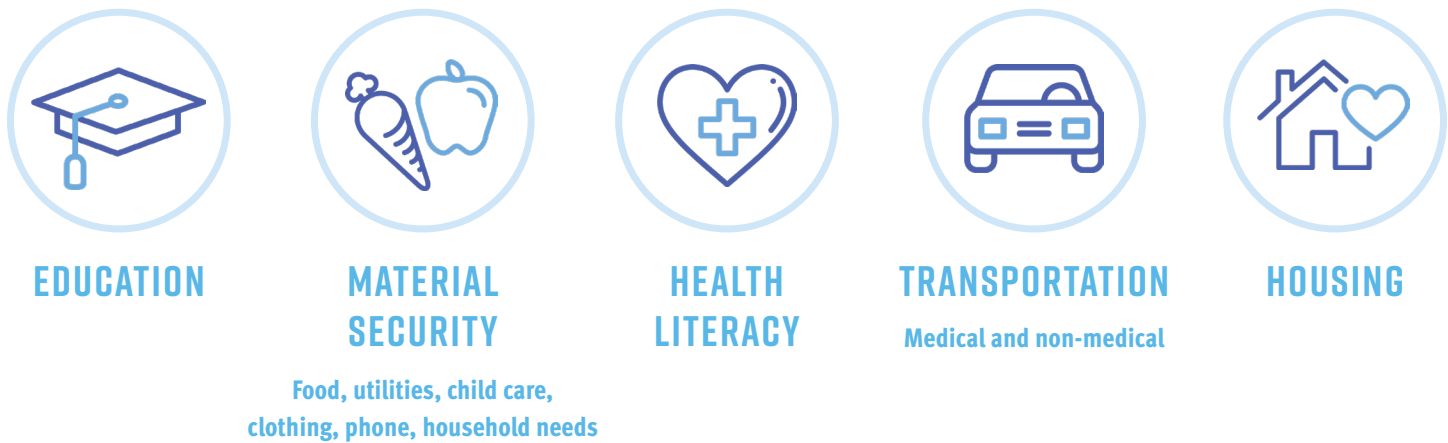 EDUCATION
MATERIAL
SECURITY
Food, utilities, child care,
clothing, phone, household needs
HEALTH
LITERACY
TRANSPORTATION
Medical and non-medical
HOUSING